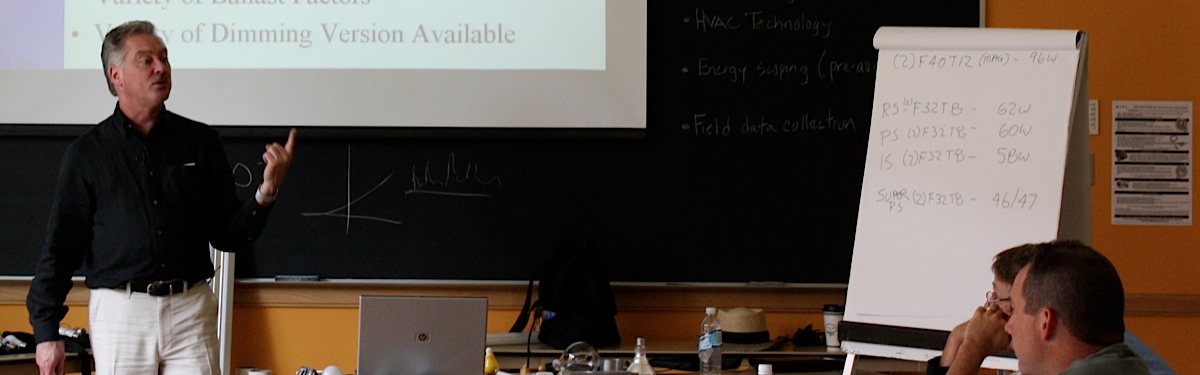 Variety of Ballast Factors
• Variety of Dimming Version Available
• HVAC Technology
• Energy scoping (pre-au
• Field data collection
(2) F40T12 (MAG) - 96W
RS (2) F32T8 - 62W
PS (2) F32T8 - 60W
IS (2) F32T8 - 58W
SUPER PS (2) F32T8 - 46/47
hp